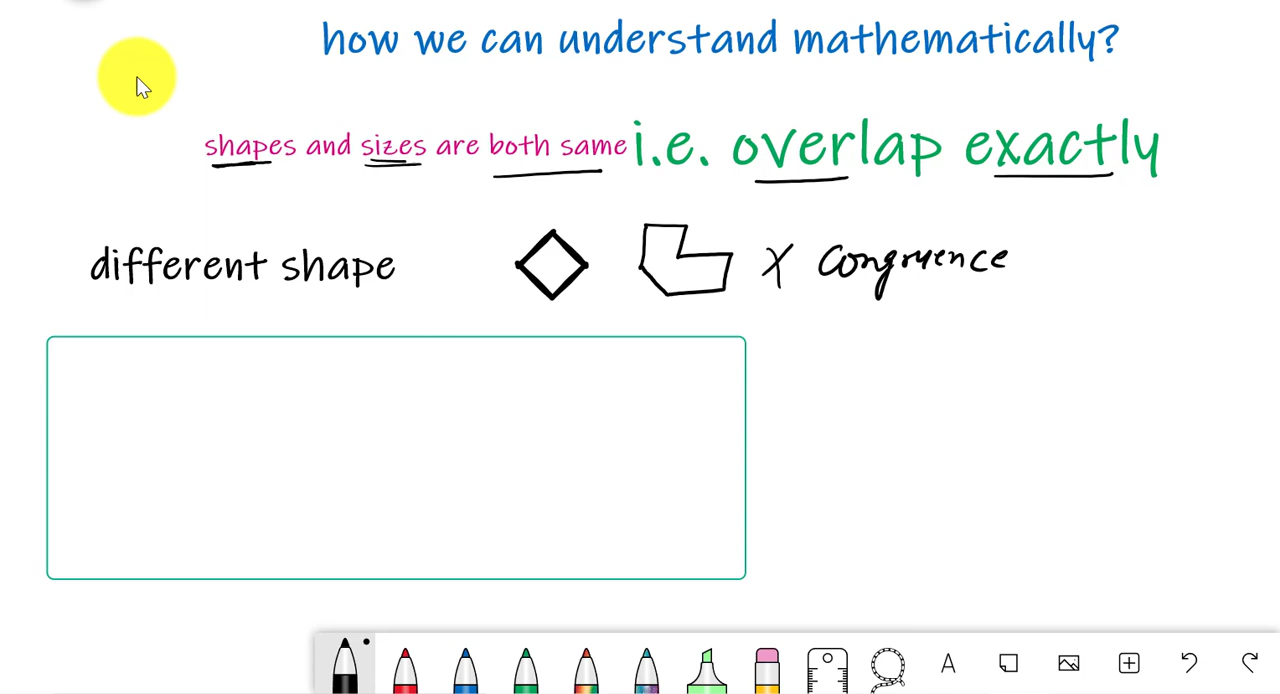 how we can understand mathematically?
shapes and sizes are both same i.e. overlap exactly
different shape X congruence
A